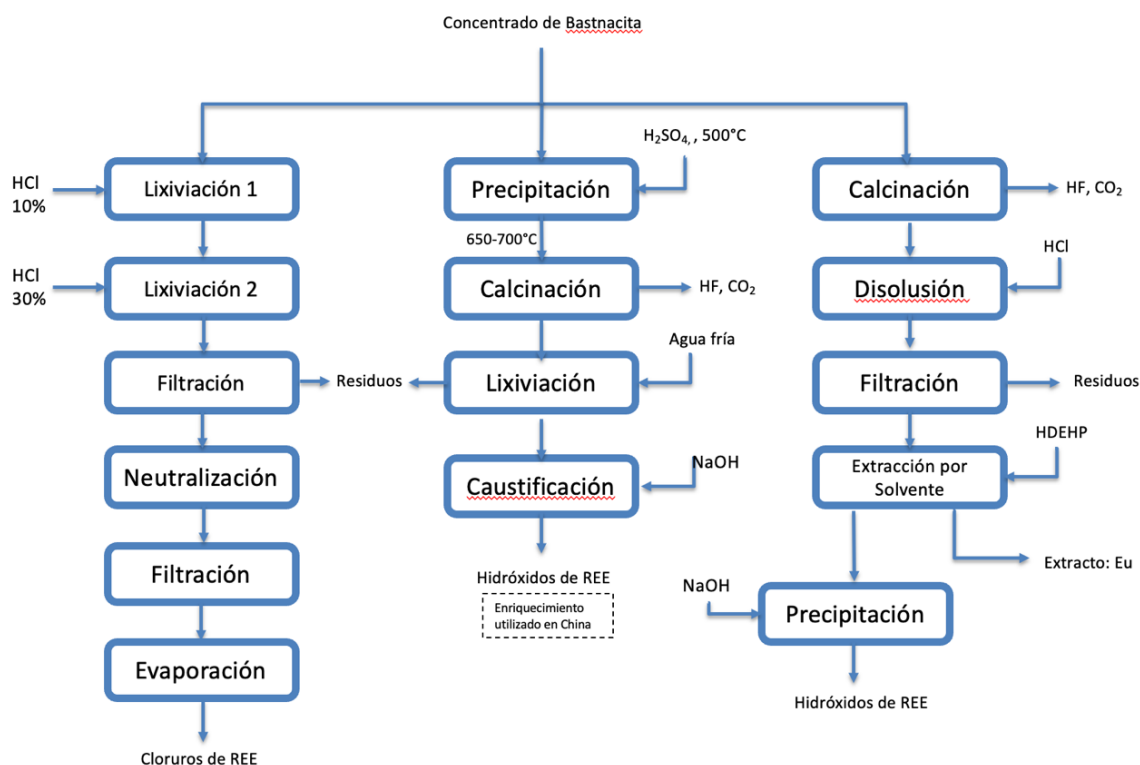 Concentrado de Bastnacita
HCl
10%
Lixiviación 1
HCl
30%
Lixiviación 2
Filtración
Residuos
Neutralización
Filtración
Evaporación
Cloruros de REE
H₂SO₄, , 500°C
Precipitación
650-700°C
Calcinación
HF, CO₂
Agua fría
Lixiviación
NaOH
Caustificación
Hidróxidos de REE
Enriquecimiento
utilizado en China
Calcinación
HF, CO₂
HCl
Disolusión
Filtración
Residuos
HDEHP
Extracción por
Solvente
Extracto: Eu
NaOH
Precipitación
Hidróxidos de REE